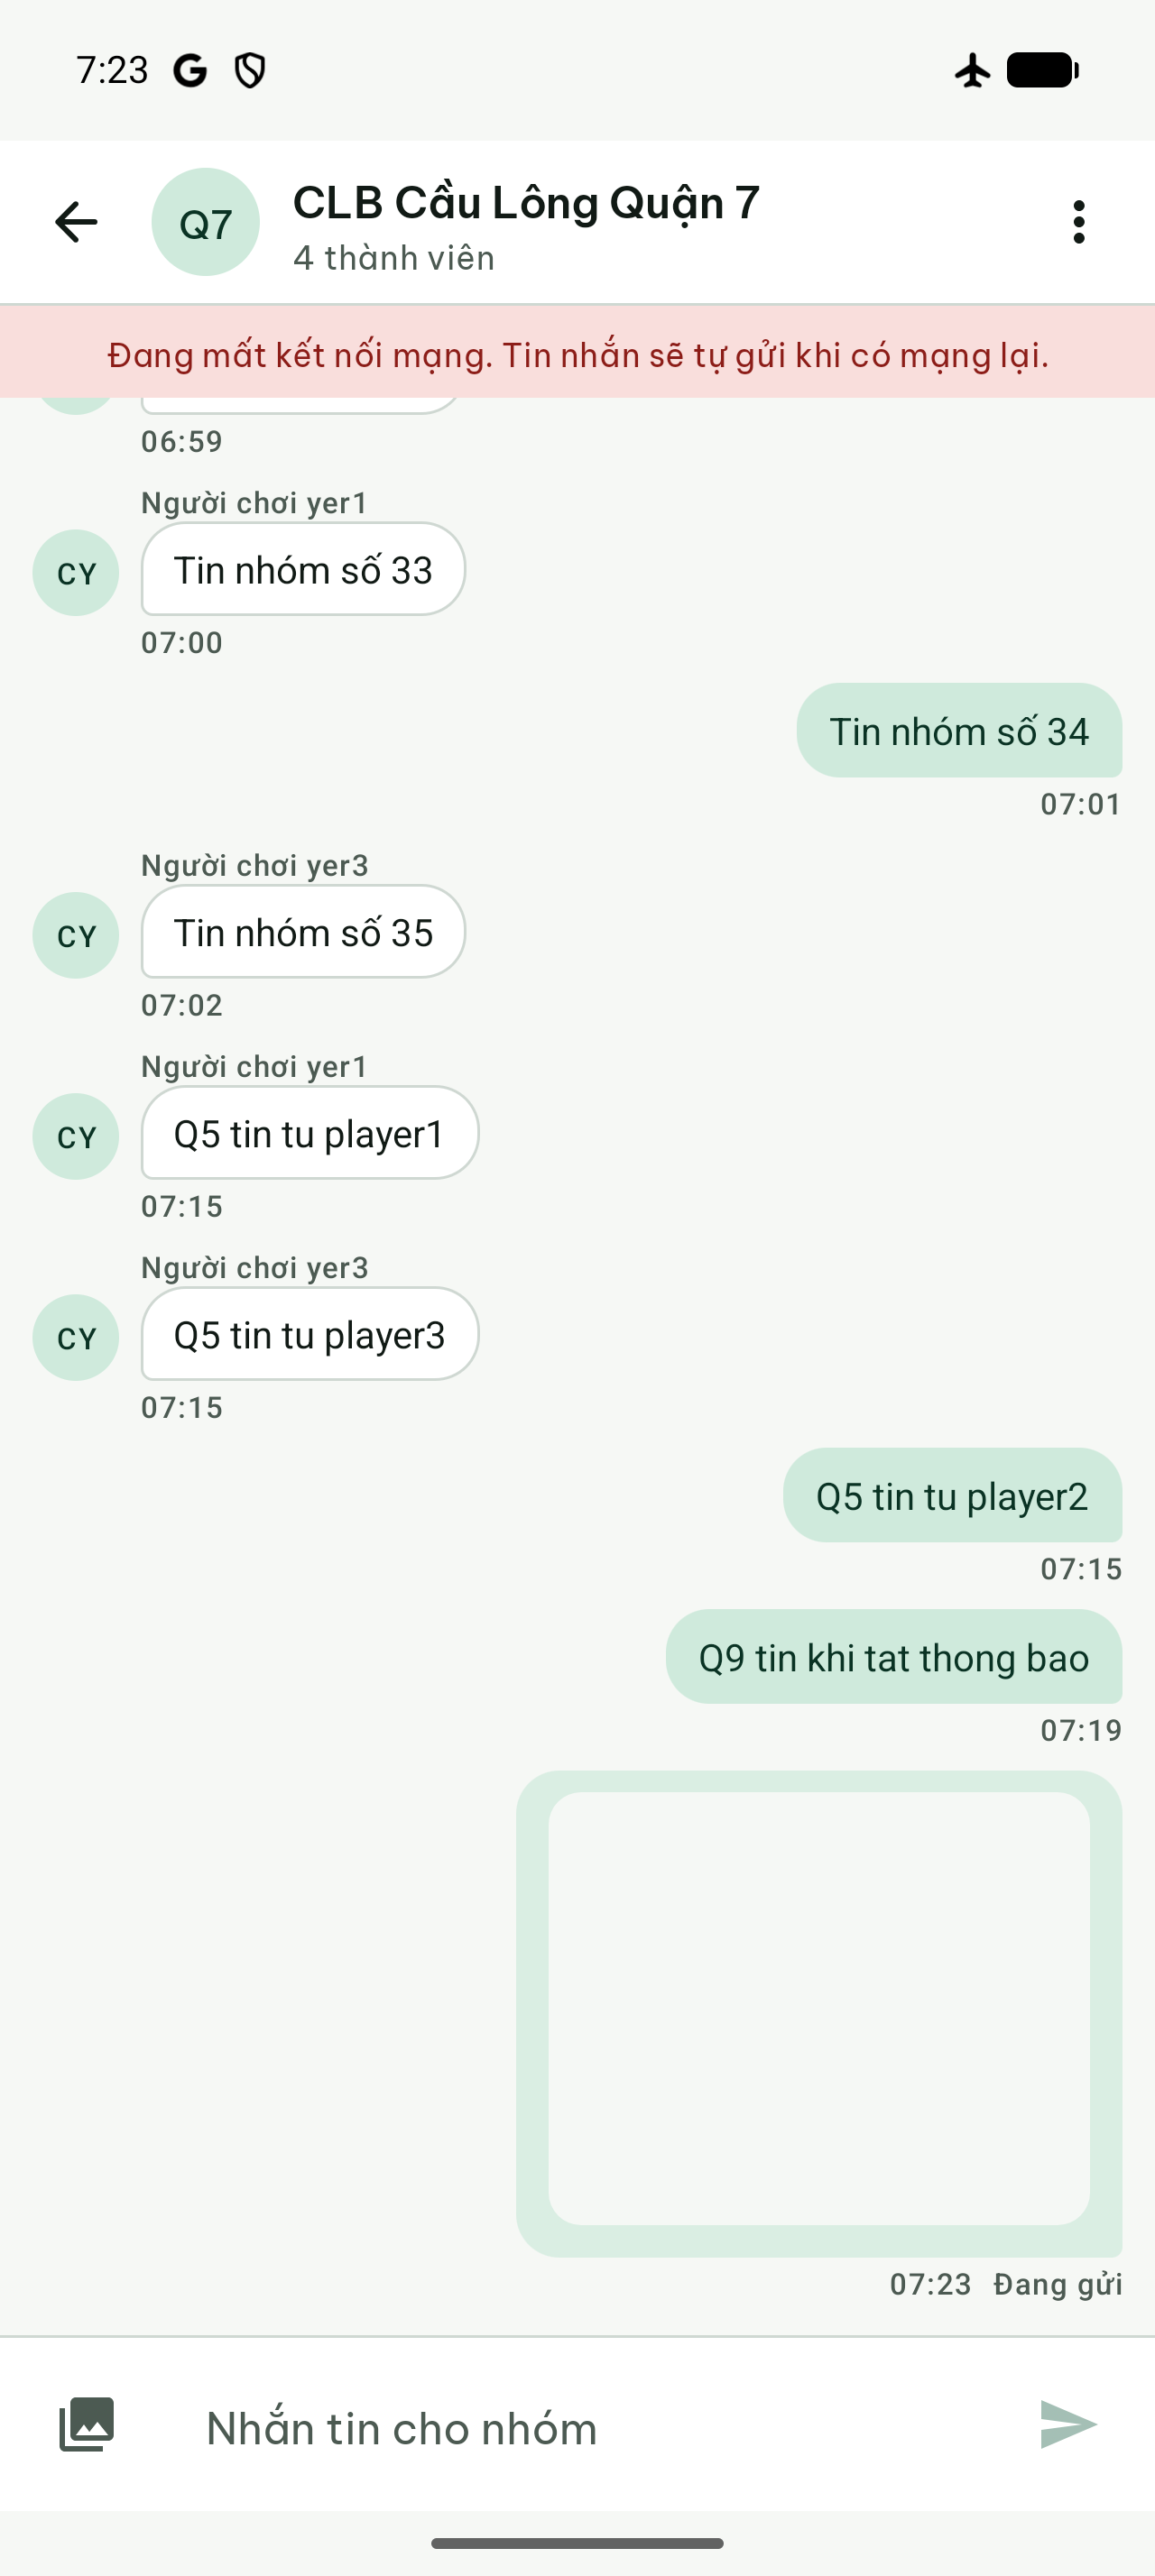 7:23
Q7
CLB Cầu Lông Quận 7
4 thành viên
Đang mất kết nối mạng. Tin nhắn sẽ tự gửi khi có mạng lại.
06:59
Người chơi yer1
CY
Tin nhóm số 33
07:00
Tin nhóm số 34
07:01
Người chơi yer3
CY
Tin nhóm số 35
07:02
Người chơi yer1
CY
Q5 tin tu player1
07:15
Người chơi yer3
CY
Q5 tin tu player3
07:15
Q5 tin tu player2
07:15
Q9 tin khi tat thong bao
07:19
07:23 Đang gửi
Nhắn tin cho nhóm